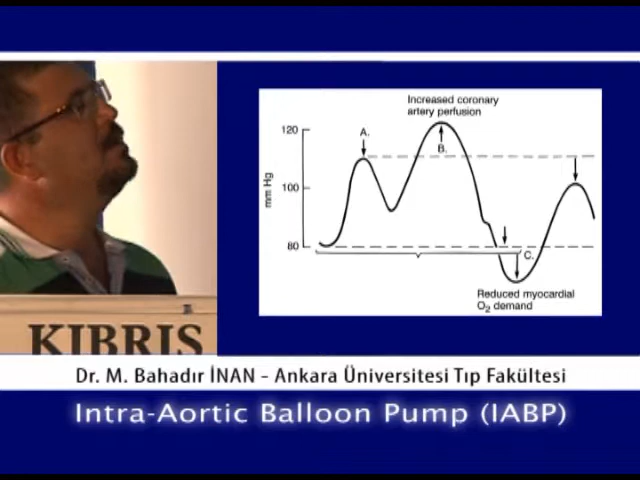 Increased coronary
artery perfusion
120
A.
B.
100
mm Hg
80
C.
Reduced myocardial
O₂ demand
KIBRIS
Dr. M. Bahadır İNAN – Ankara Üniversitesi Tıp Fakültesi
Intra-Aortic Balloon Pump (IABP)